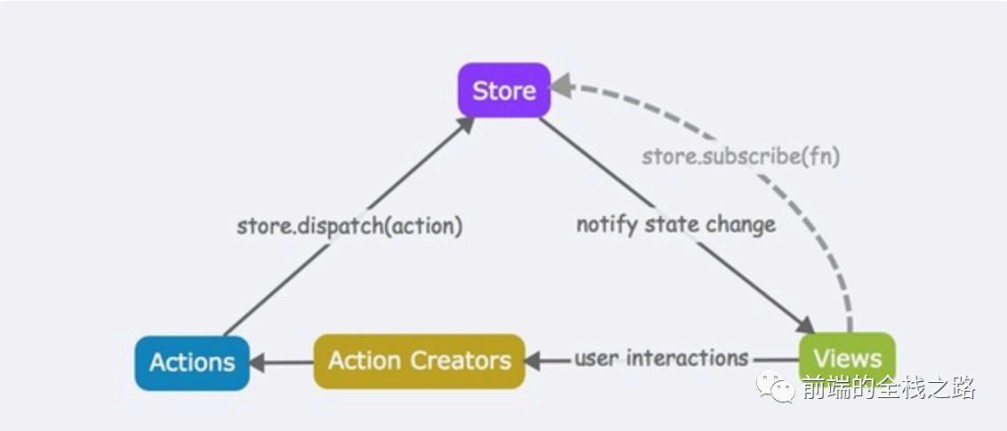 Store
store.subscribe(fn)
store.dispatch(action)
notify state change
Actions
Action Creators
user interactions
Views
前端的全栈之路